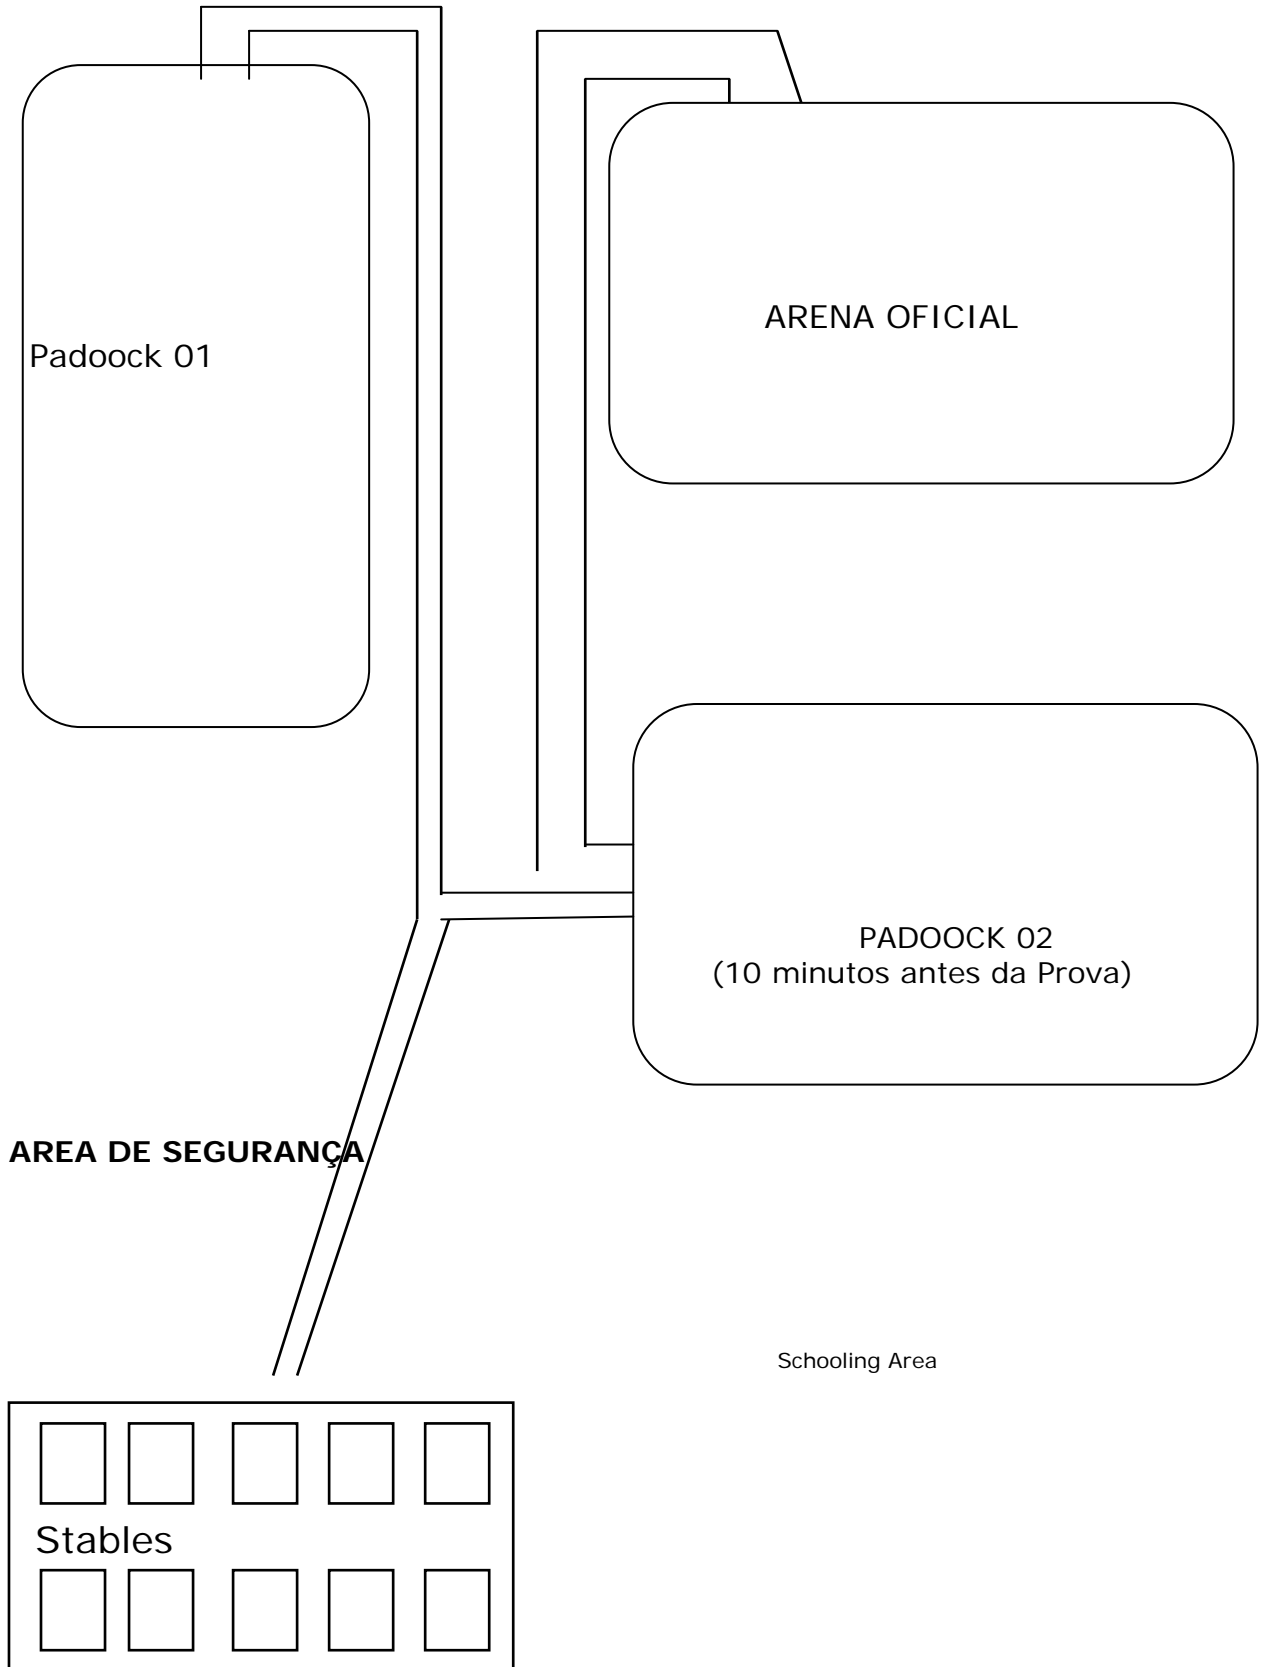 ARENA OFICIAL
Padoock 01
PADOOCK 02
(10 minutos antes da Prova)
AREA DE SEGURANÇA
Schooling Area
Stables